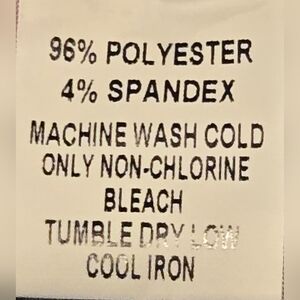 96% POLYESTER
4% SPANDEX
MACHINE WASH COLD
ONLY NON-CHLORINE
BLEACH
TUMBLE DRY LOW
COOL IRON